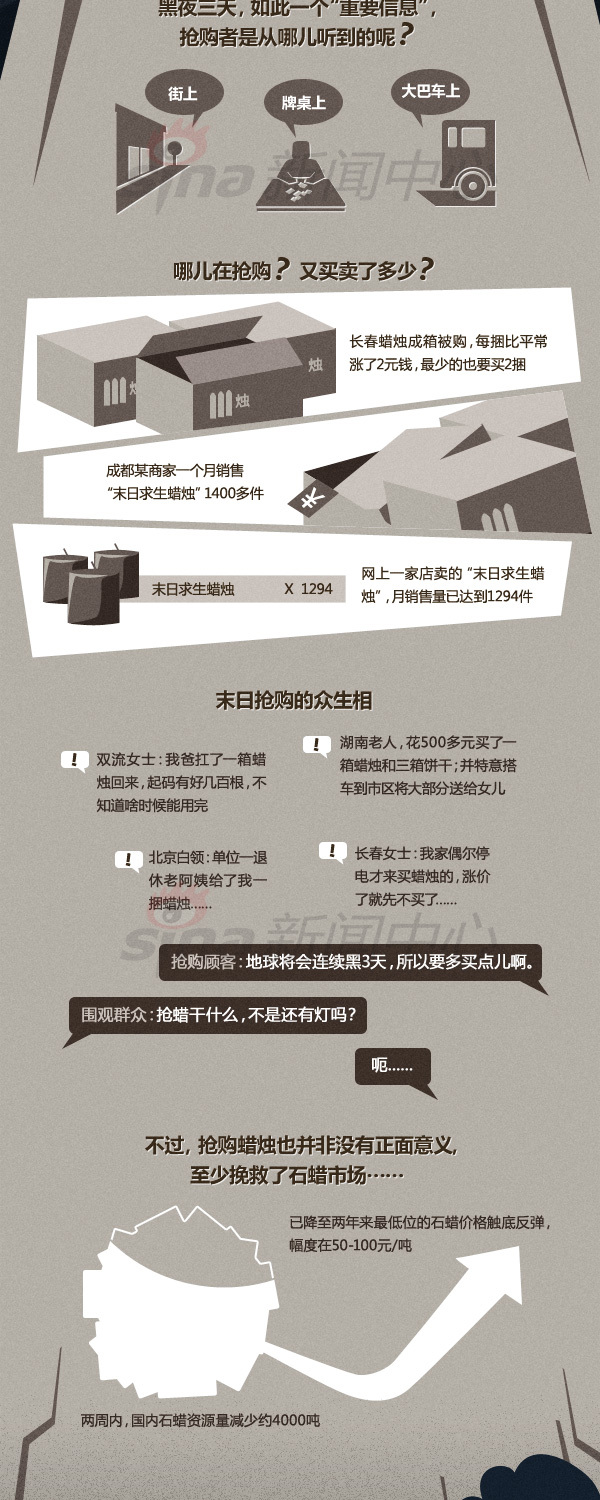 黑夜三天，如此一个“重要信息”，
抢购者是从哪儿听到的呢？
街上
牌桌上
大巴车上
sina 新闻中心
哪儿在抢购？又买卖了多少？
长春蜡烛成箱被购，每捆比平常
涨了2元钱，最少的也要买2捆
烛
烛
烛
成都某商家一个月销售
“末日求生蜡烛”1400多件
末日求生蜡烛 X 1294
网上一家店卖的“末日求生蜡
烛”，月销售量已达到1294件
末日抢购的众生相
双流女士：我爸扛了一箱蜡
烛回来，起码有好几百根，不
知道啥时候能用完
湖南老人，花500多元买了一
箱蜡烛和三箱饼干；并特意搭
车到市区将大部分送给女儿
北京白领：单位一退
休老阿姨给了我一
捆蜡烛……
长春女士：我家偶尔停
电才来买蜡烛的，涨价
了就先不买了……
sina 新闻中心
抢购顾客：地球将会连续黑3天，所以要多买点儿啊。
围观群众：抢蜡干什么，不是还有灯吗？
呃……
不过，抢购蜡烛也并非没有正面意义，
至少挽救了石蜡市场……
已降至两年来最低位的石蜡价格触底反弹，
幅度在50-100元/吨
两周内，国内石蜡资源量减少约4000吨